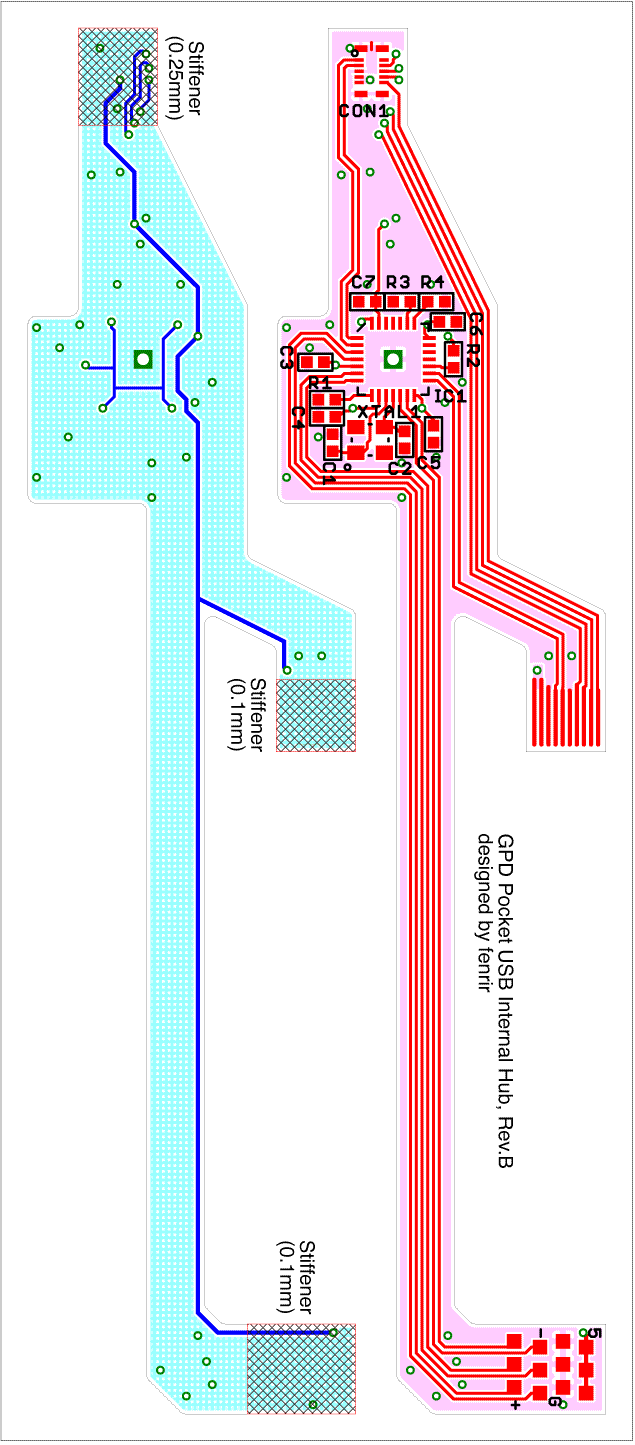 Stiffener
(0.25mm)
CON1
C7 R3 R4
C6
R2
C3
IC1
R1
C4
XTAL1
C1
C2
C5
Stiffener
(0.1mm)
GPD Pocket USB Internal Hub, Rev.B
designed by fenrir
Stiffener
(0.1mm)
5
-
G
+